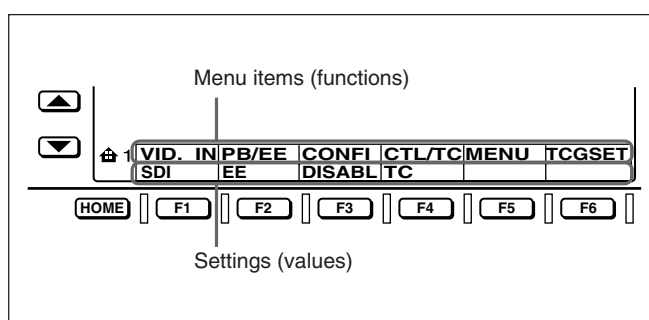 Menu items (functions)
1 VID. IN PB/EE CONFI CTL/TC MENU TCGSET
SDI EE DISABL TC
HOME F1 F2 F3 F4 F5 F6
Settings (values)